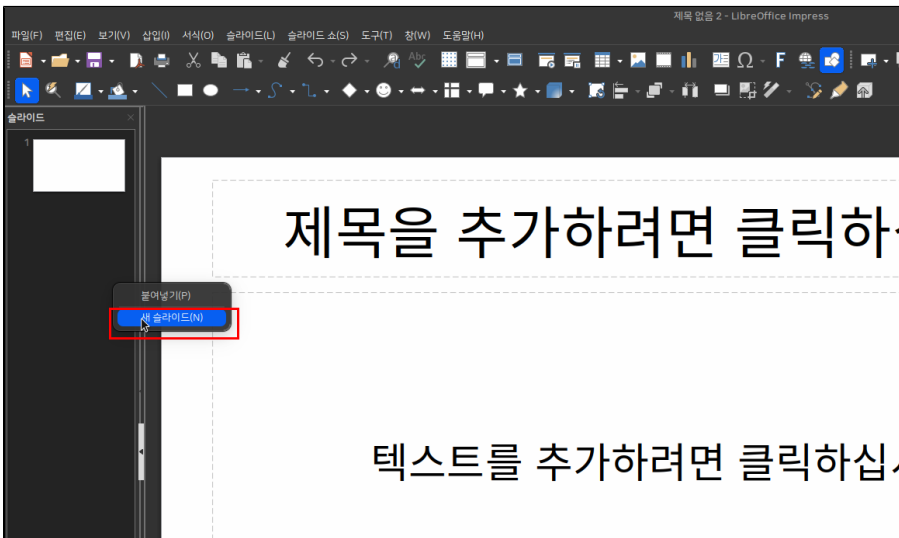 제목 없음 2 - LibreOffice Impress
파일(F) 편집(E) 보기(V) 삽입(I) 서식(O) 슬라이드(L) 슬라이드 쇼(S) 도구(T) 창(W) 도움말(H)
슬라이드
1
제목을 추가하려면 클릭하
붙여넣기(P)
새 슬라이드(N)
텍스트를 추가하려면 클릭하십